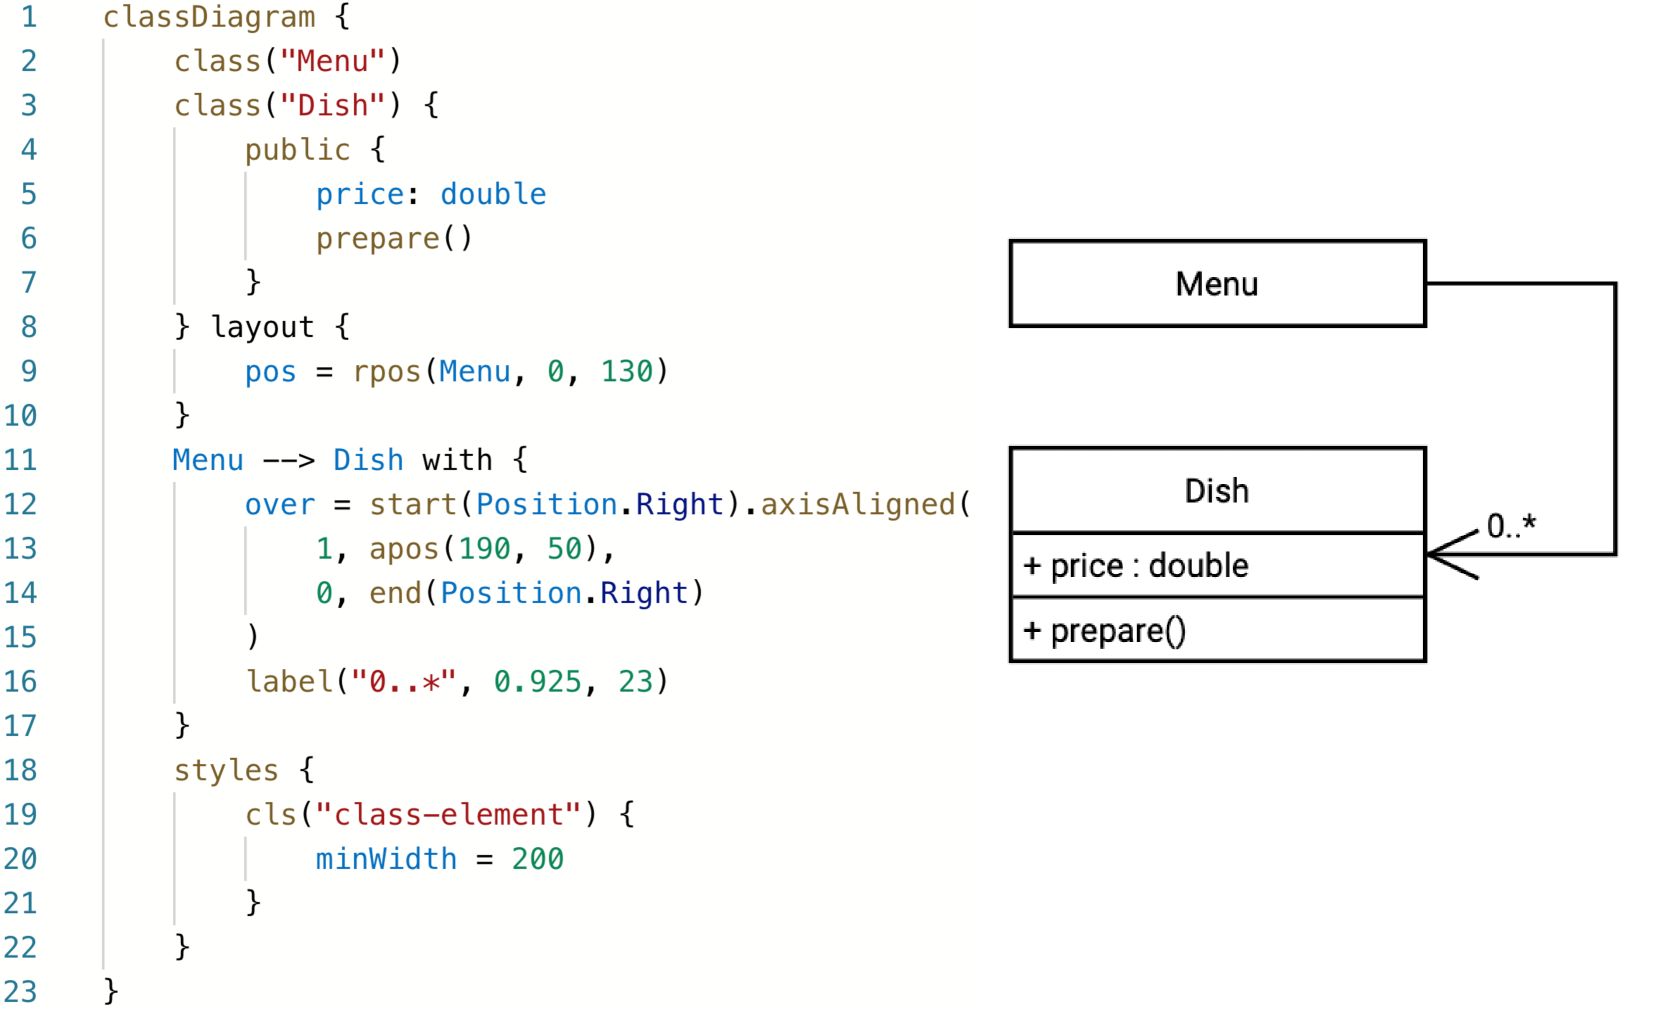 1 classDiagram {
2 class("Menu")
3 class("Dish") {
4 public {
5 price: double
6 prepare()
7 }
8 } layout {
9 pos = rpos(Menu, 0, 130)
10 }
11 Menu --> Dish with {
12 over = start(Position.Right).axisAligned(
13 1, apos(190, 50),
14 0, end(Position.Right)
15 )
16 label("0..*", 0.925, 23)
17 }
18 styles {
19 cls("class-element") {
20 minWidth = 200
21 }
22 }
23 }
Menu
Dish
0..*
+ price : double
+ prepare()